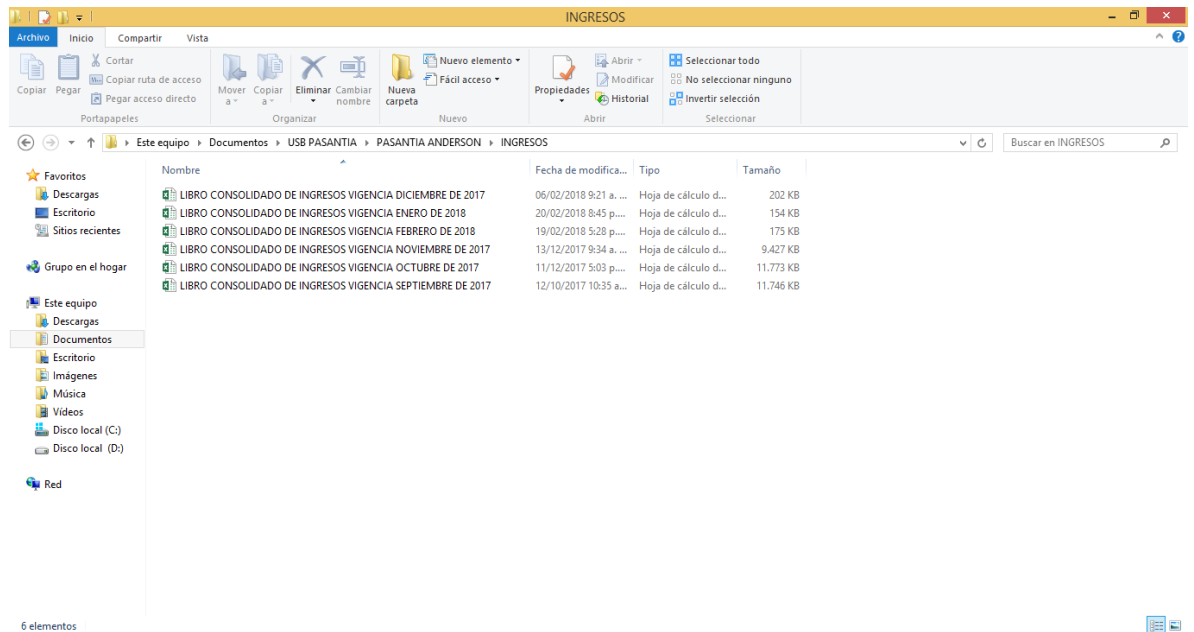 INGRESOS
Archivo Inicio Compartir Vista
Copiar
Pegar
Cortar
Copiar ruta de acceso
Pegar acceso directo
Portapapeles
Mover a
Copiar a
Eliminar
Cambiar nombre
Organizar
Nueva carpeta
Nuevo elemento
Fácil acceso
Nuevo
Propiedades
Abrir
Modificar
Historial
Abrir
Seleccionar todo
No seleccionar ninguno
Invertir selección
Seleccionar
Este equipo Documentos USB PASANTIA PASANTIA ANDERSON INGRESOS
Buscar en INGRESOS
Favoritos
Descargas
Escritorio
Sitios recientes
Grupo en el hogar
Este equipo
Descargas
Documentos
Escritorio
Imágenes
Música
Vídeos
Disco local (C:)
Disco local (D:)
Red
Nombre Fecha de modifica... Tipo Tamaño
LIBRO CONSOLIDADO DE INGRESOS VIGENCIA DICIEMBRE DE 2017 06/02/2018 9:21 a. ... Hoja de cálculo d... 202 KB
LIBRO CONSOLIDADO DE INGRESOS VIGENCIA ENERO DE 2018 20/02/2018 8:45 p.... Hoja de cálculo d... 154 KB
LIBRO CONSOLIDADO DE INGRESOS VIGENCIA FEBRERO DE 2018 19/02/2018 5:28 p.... Hoja de cálculo d... 175 KB
LIBRO CONSOLIDADO DE INGRESOS VIGENCIA NOVIEMBRE DE 2017 13/12/2017 9:34 a. ... Hoja de cálculo d... 9.427 KB
LIBRO CONSOLIDADO DE INGRESOS VIGENCIA OCTUBRE DE 2017 11/12/2017 5:03 p.... Hoja de cálculo d... 11.773 KB
LIBRO CONSOLIDADO DE INGRESOS VIGENCIA SEPTIEMBRE DE 2017 12/10/2017 10:35 a... Hoja de cálculo d... 11.746 KB
6 elementos